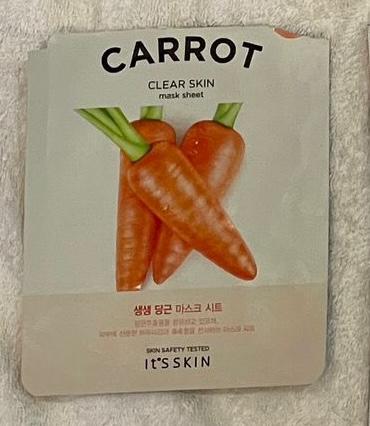 CARROT
CLEAR SKIN
mask sheet
생생 당근 마스크 시트
SKIN SAFETY TESTED
It'S SKIN